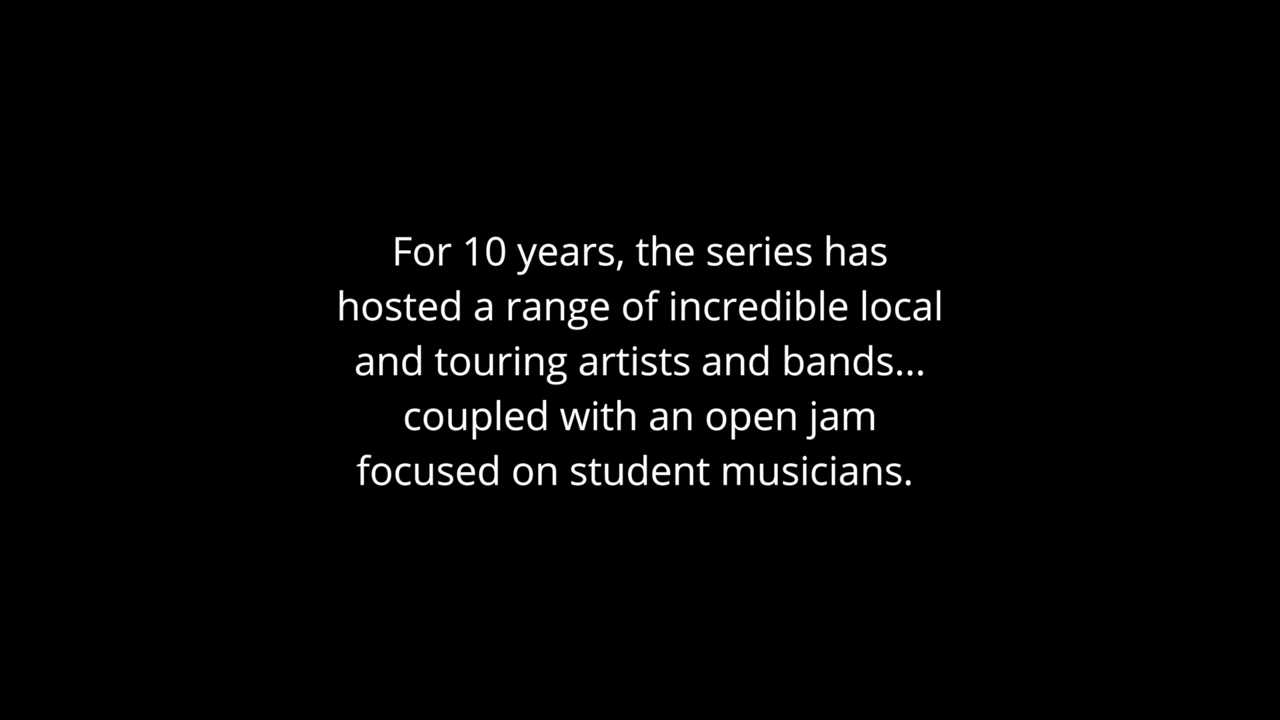 For 10 years, the series has
hosted a range of incredible local
and touring artists and bands...
coupled with an open jam
focused on student musicians.